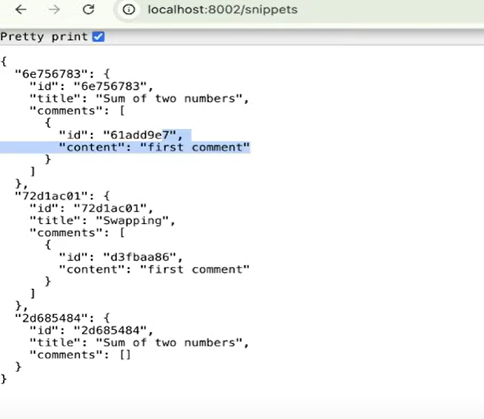 localhost:8002/snippets
Pretty print
{
  "6e756783": {
    "id": "6e756783",
    "title": "Sum of two numbers",
    "comments": [
      {
        "id": "61add9e7",
        "content": "first comment"
      }
    ]
  },
  "72d1ac01": {
    "id": "72d1ac01",
    "title": "Swapping",
    "comments": [
      {
        "id": "d3fbaa86",
        "content": "first comment"
      }
    ]
  },
  "2d685484": {
    "id": "2d685484",
    "title": "Sum of two numbers",
    "comments": []
  }
}